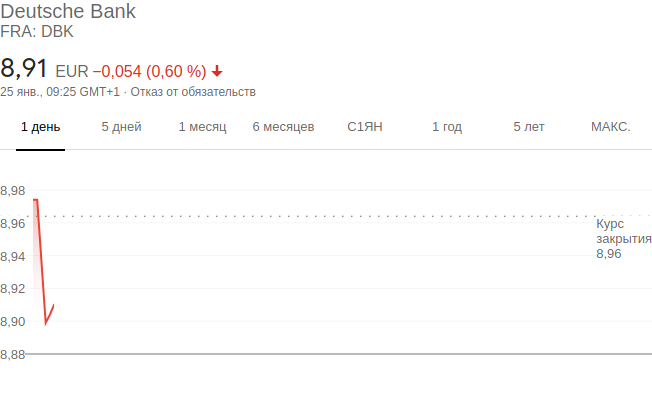 Deutsche Bank
FRA: DBK
8,91 EUR −0,054 (0,60 %)
25 янв., 09:25 GMT+1 · Отказ от обязательств
1 день 5 дней 1 месяц 6 месяцев С1ЯН 1 год 5 лет МАКС.
8,98
8,96
Курс
закрытия
8,96
8,94
8,92
8,90
8,88